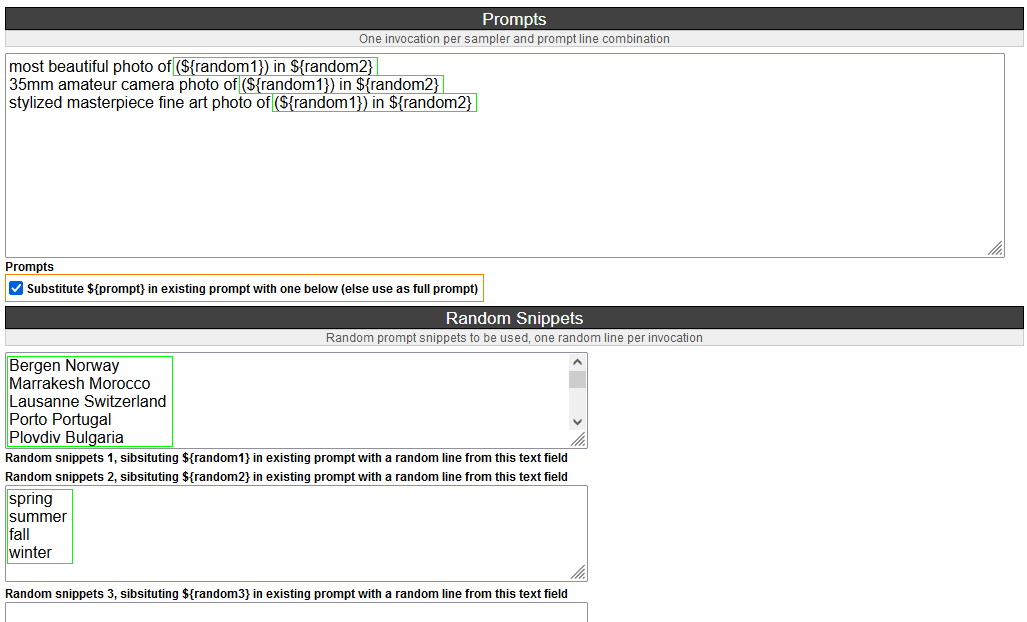 Prompts
One invocation per sampler and prompt line combination
most beautiful photo of (${random1}) in ${random2}
35mm amateur camera photo of (${random1}) in ${random2}
stylized masterpiece fine art photo of (${random1}) in ${random2}
Prompts
Substitute ${prompt} in existing prompt with one below (else use as full prompt)
Random Snippets
Random prompt snippets to be used, one random line per invocation
Bergen Norway
Marrakesh Morocco
Lausanne Switzerland
Porto Portugal
Plovdiv Bulgaria
Random snippets 1, sibsituting ${random1} in existing prompt with a random line from this text field
Random snippets 2, sibsituting ${random2} in existing prompt with a random line from this text field
spring
summer
fall
winter
Random snippets 3, sibsituting ${random3} in existing prompt with a random line from this text field